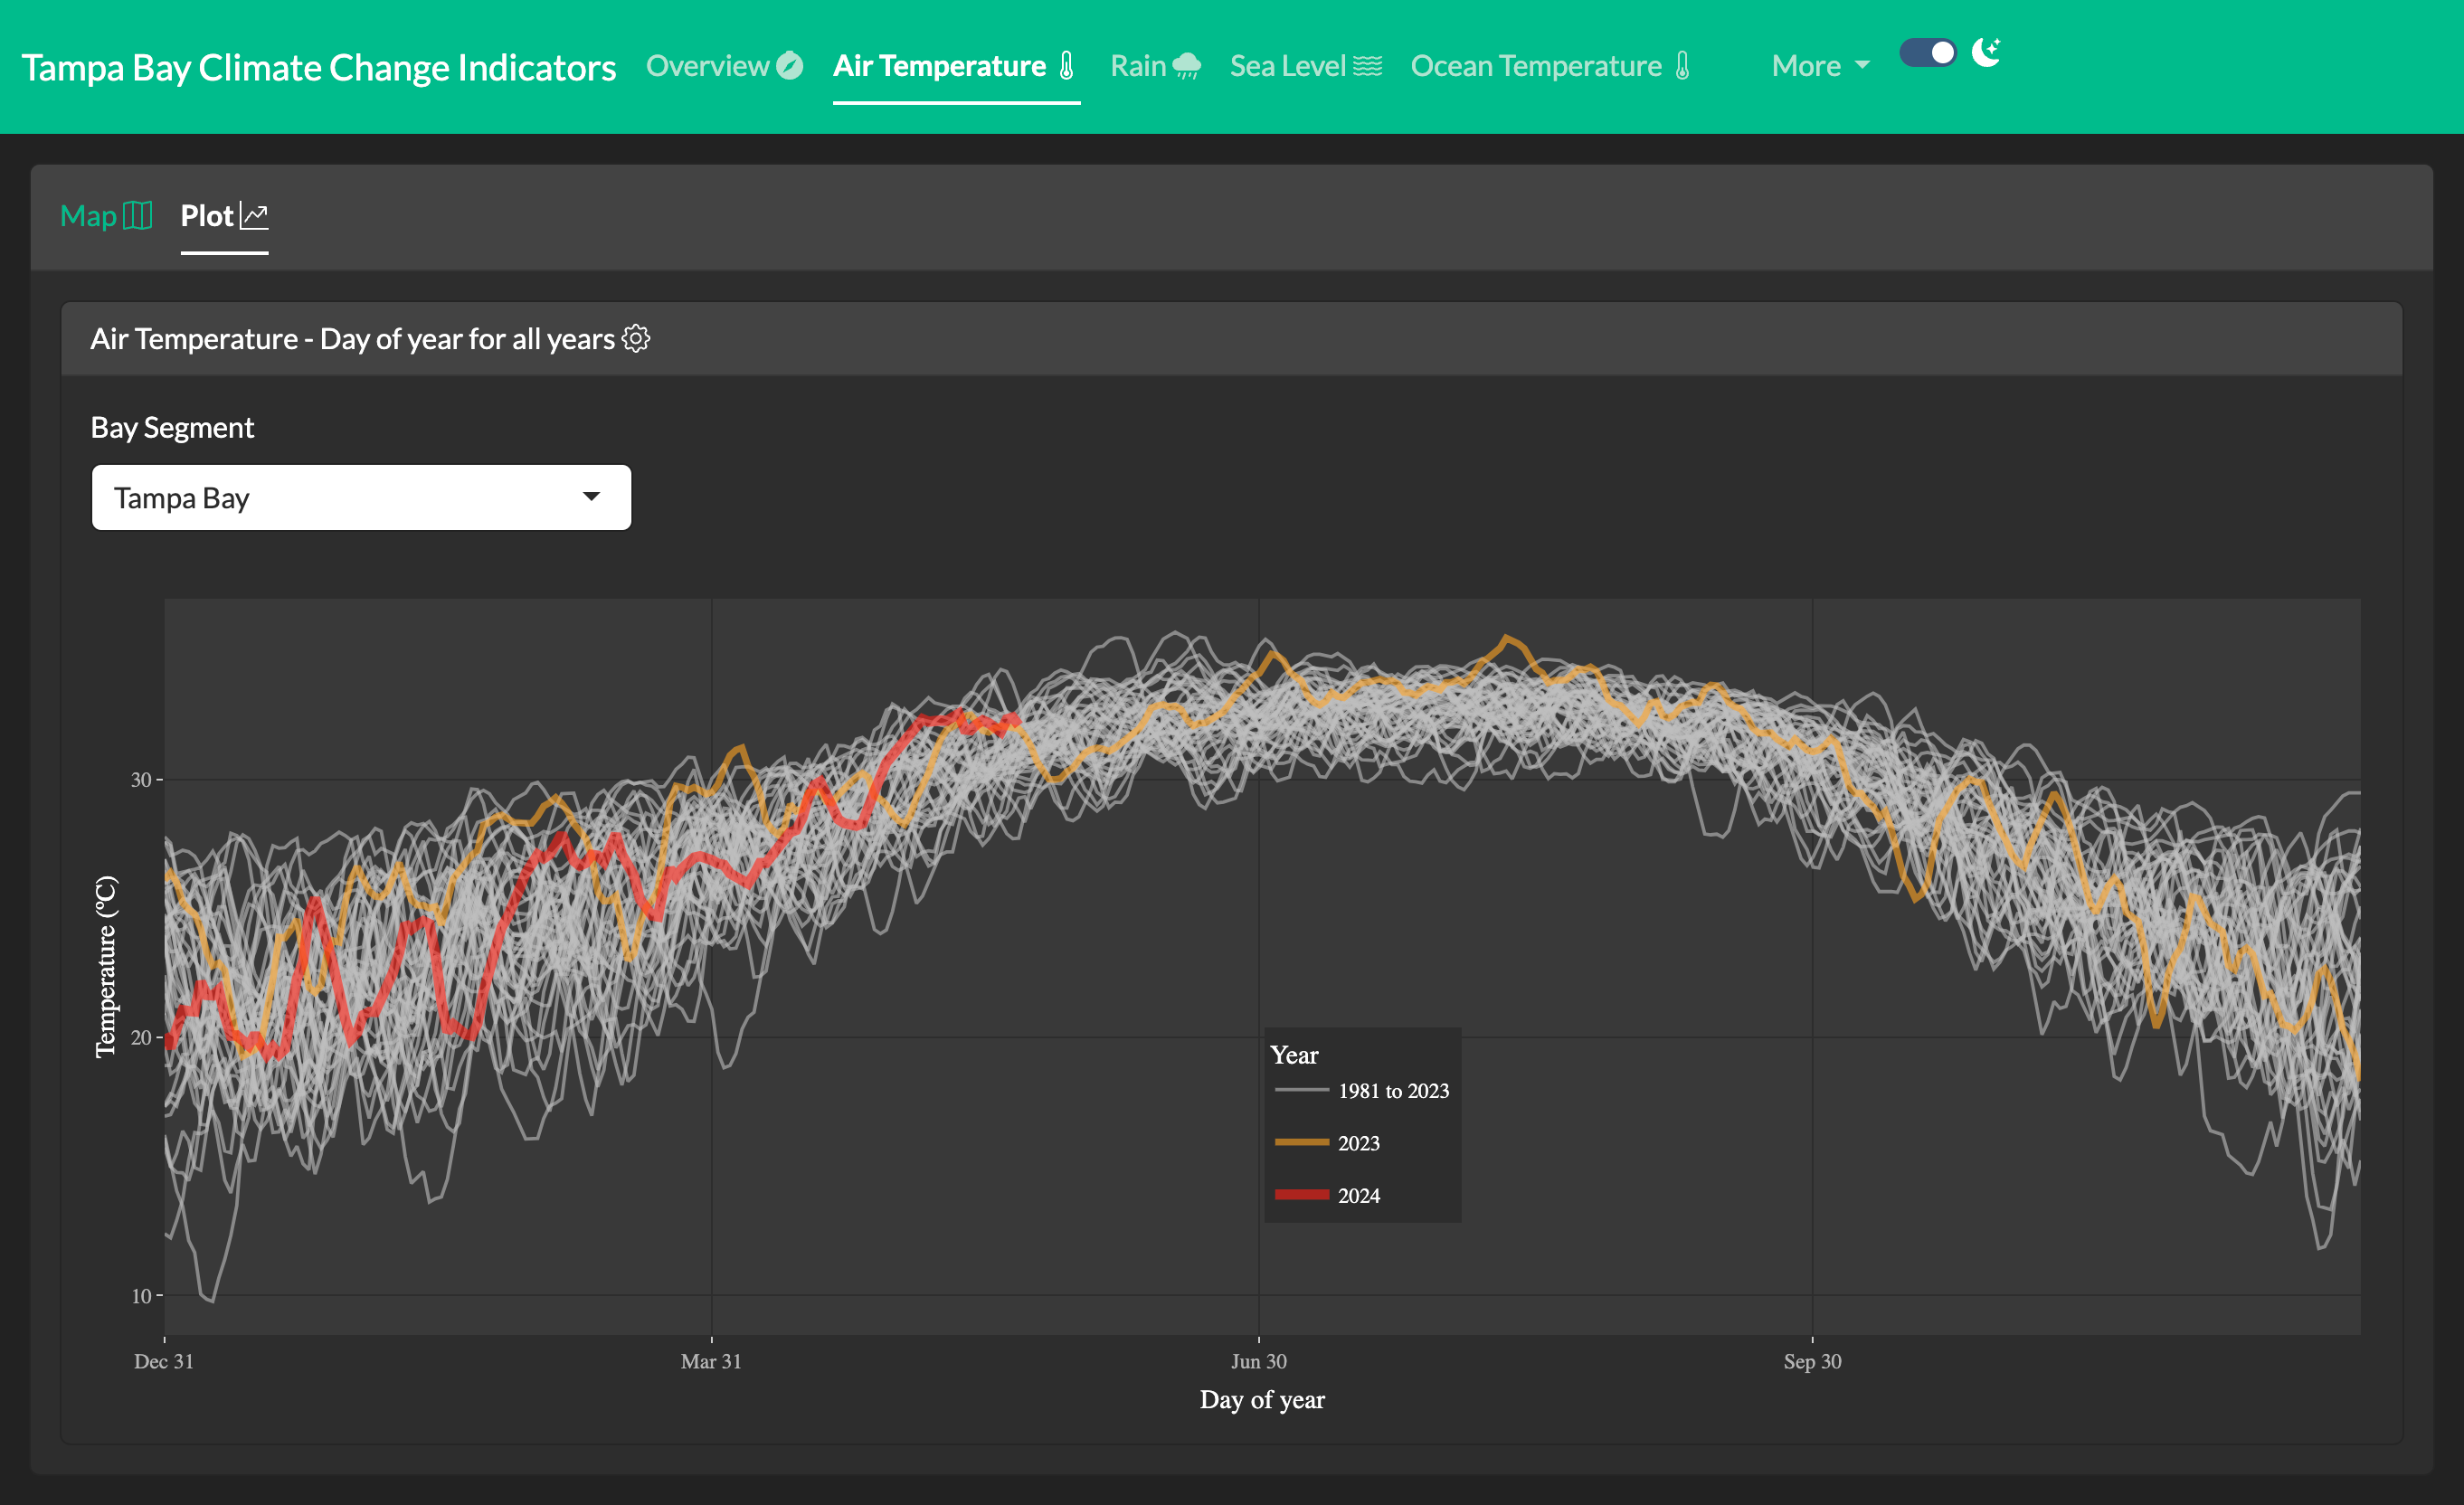 Tampa Bay Climate Change Indicators Overview Air Temperature Rain Sea Level Ocean Temperature More
Map Plot
Air Temperature - Day of year for all years
Bay Segment
Tampa Bay
Temperature (ºC)
30
20
10
Year
1981 to 2023
2023
2024
Dec 31 Mar 31 Jun 30 Sep 30
Day of year